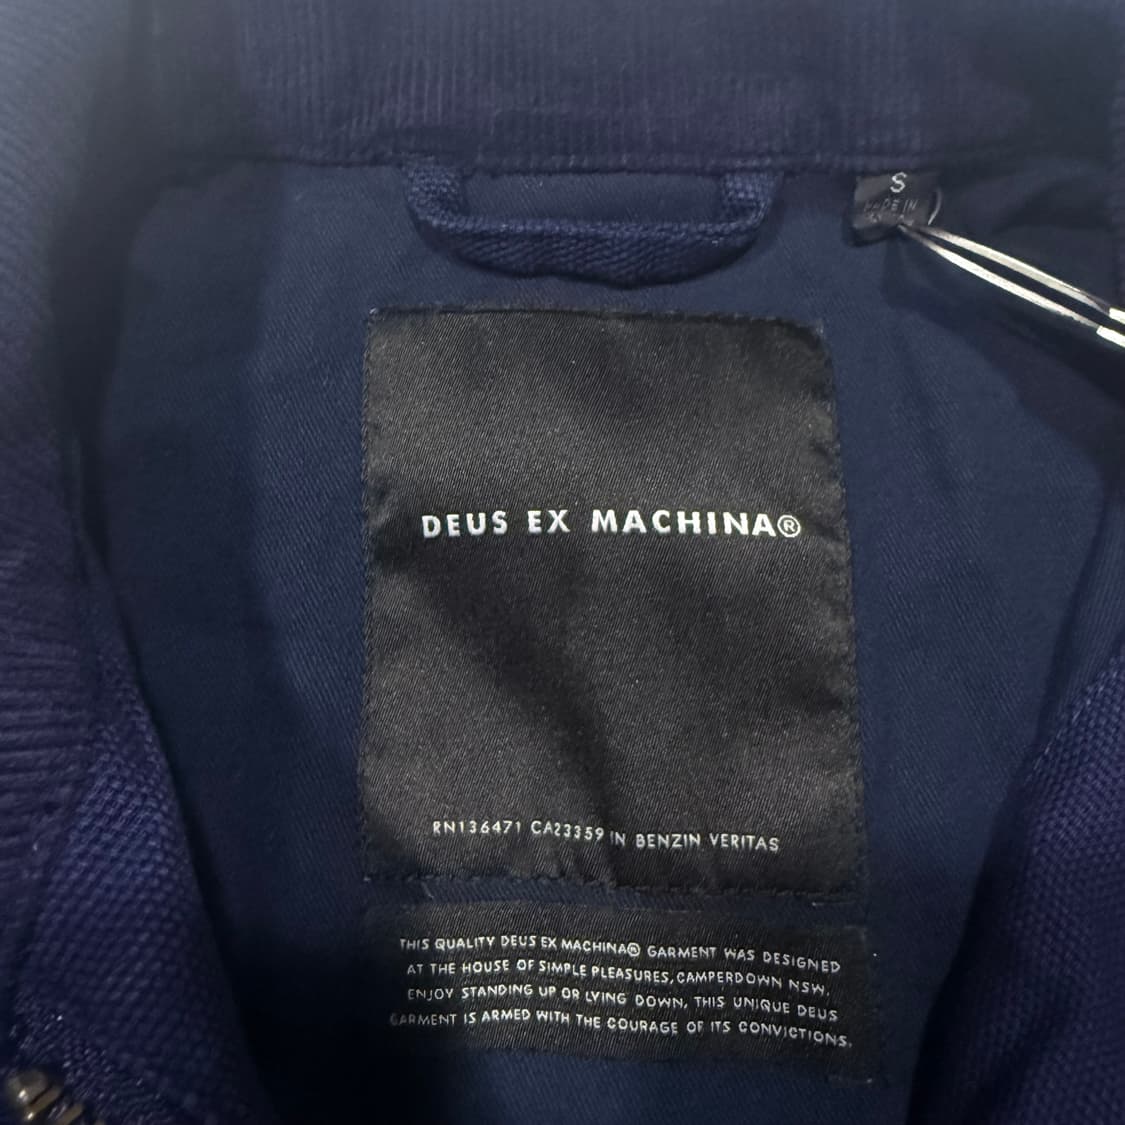 S
MADE IN
DEUS EX MACHINA®
RN136471 CA23359 IN BENZIN VERITAS
THIS QUALITY DEUS EX MACHINA® GARMENT WAS DESIGNED
AT THE HOUSE OF SIMPLE PLEASURES, CAMPERDOWN NSW,
ENJOY STANDING UP OR LYING DOWN, THIS UNIQUE DEUS
GARMENT IS ARMED WITH THE COURAGE OF ITS CONVICTIONS.